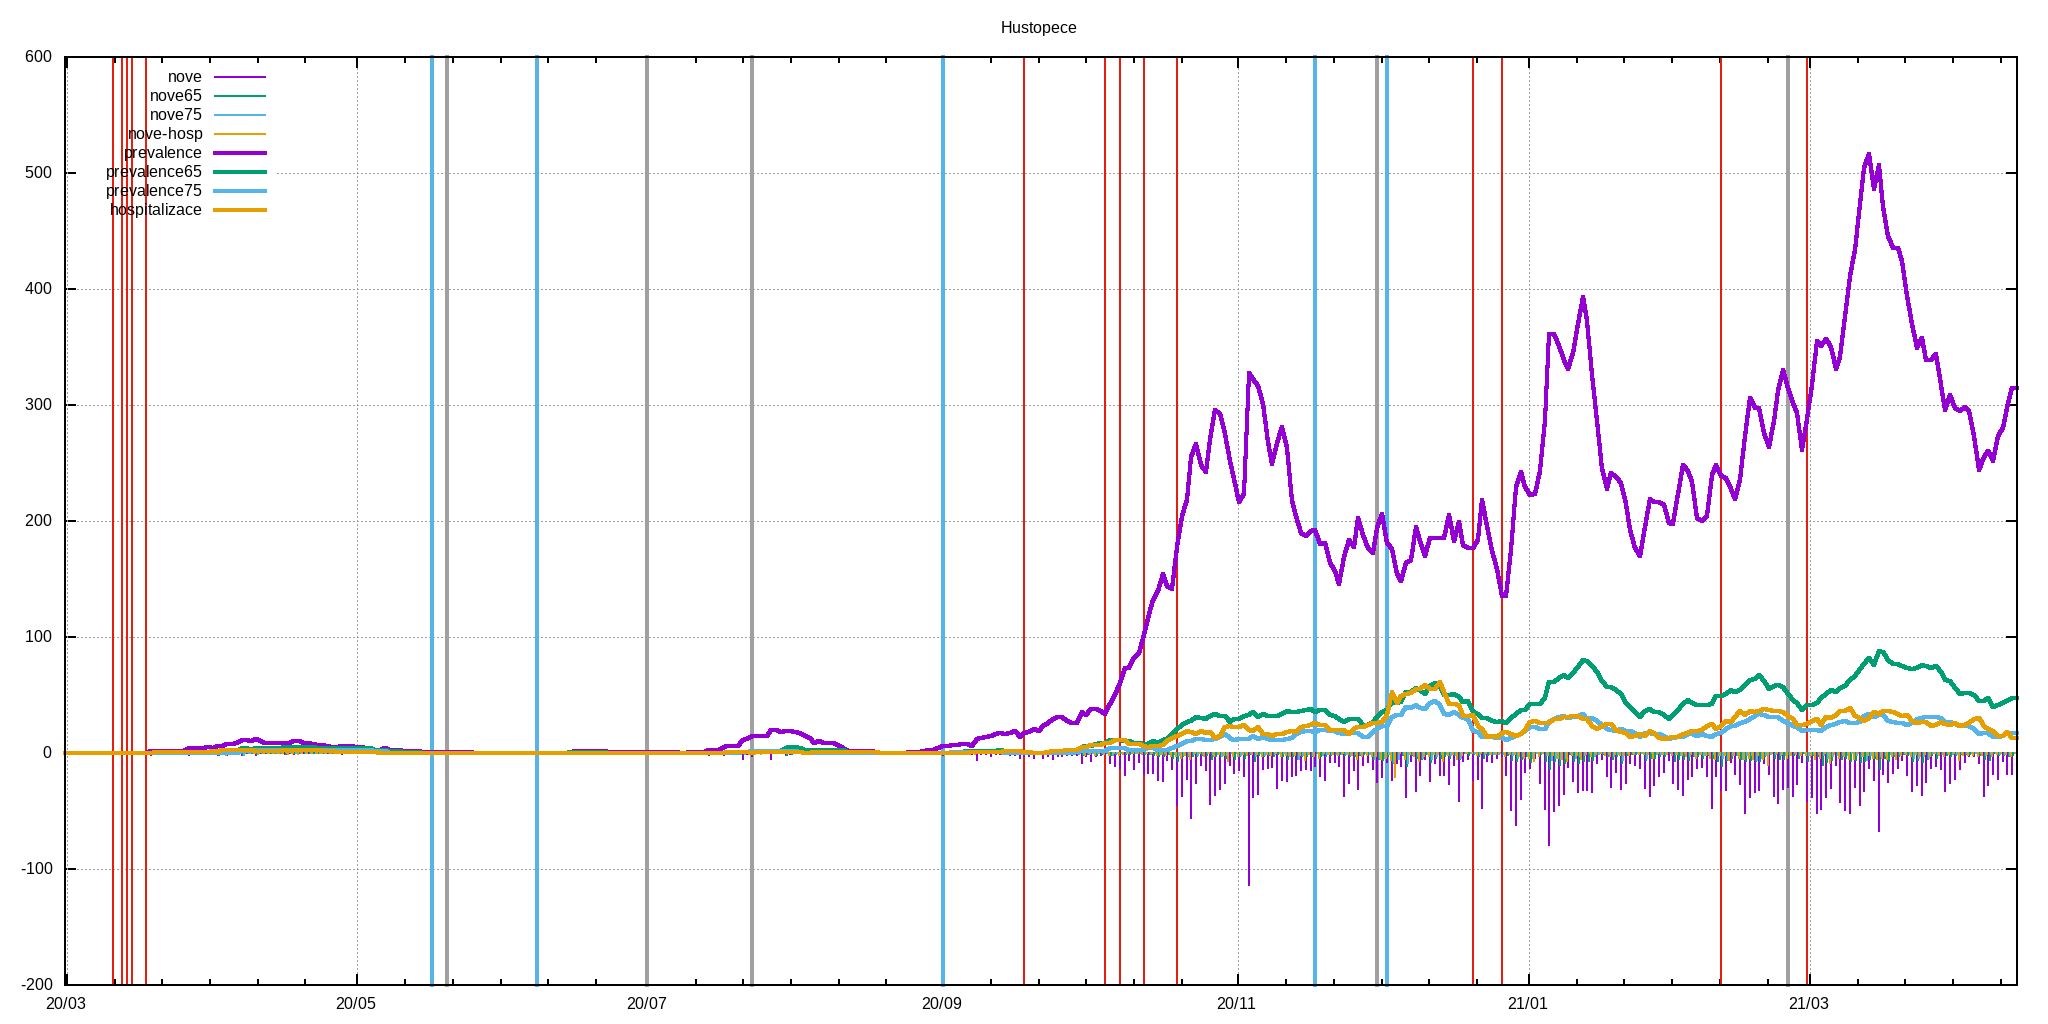 Hustopece
600
500
400
300
200
100
0
-100
-200
nove
nove65
nove75
nove-hosp
prevalence
prevalence65
prevalence75
hospitalizace
20/03 20/05 20/07 20/09 20/11 21/01 21/03